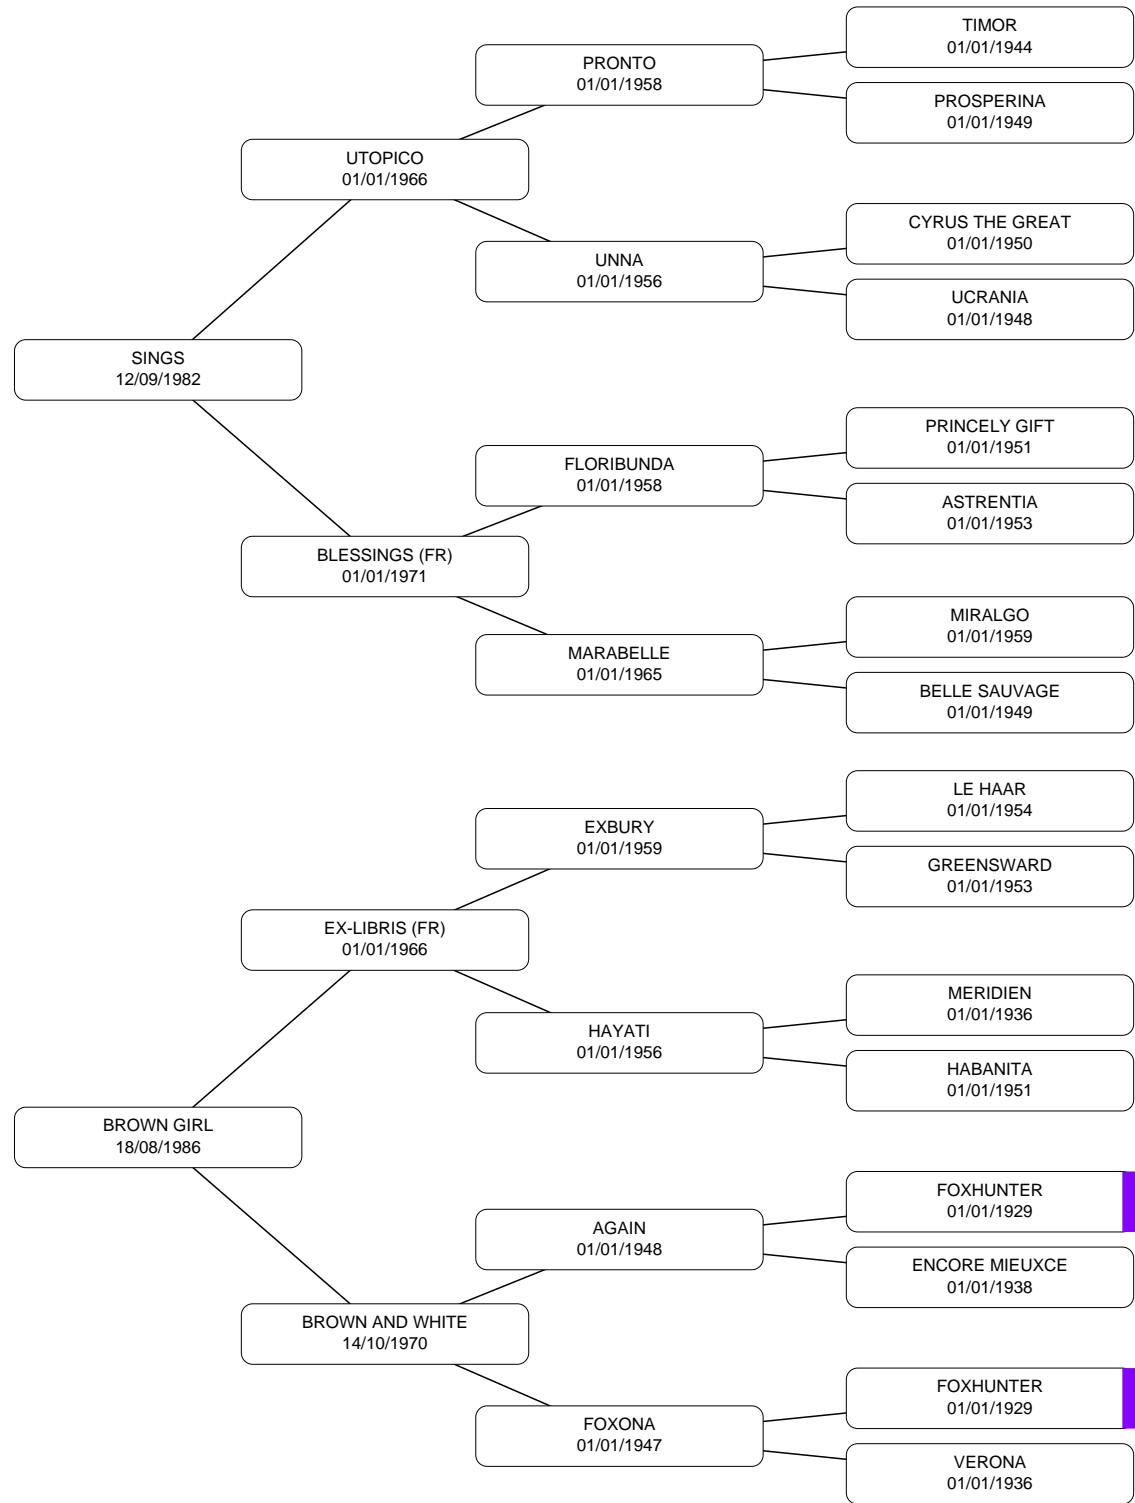 TIMOR
01/01/1944
PRONTO
01/01/1958
PROSPERINA
01/01/1949
UTOPICO
01/01/1966
CYRUS THE GREAT
01/01/1950
UNNA
01/01/1956
UCRANIA
01/01/1948
SINGS
12/09/1982
PRINCELY GIFT
01/01/1951
FLORIBUNDA
01/01/1958
ASTRENTIA
01/01/1953
BLESSINGS (FR)
01/01/1971
MIRALGO
01/01/1959
MARABELLE
01/01/1965
BELLE SAUVAGE
01/01/1949
LE HAAR
01/01/1954
EXBURY
01/01/1959
GREENSWARD
01/01/1953
EX-LIBRIS (FR)
01/01/1966
MERIDIEN
01/01/1936
HAYATI
01/01/1956
HABANITA
01/01/1951
BROWN GIRL
18/08/1986
FOXHUNTER
01/01/1929
AGAIN
01/01/1948
ENCORE MIEUXCE
01/01/1938
BROWN AND WHITE
14/10/1970
FOXHUNTER
01/01/1929
FOXONA
01/01/1947
VERONA
01/01/1936